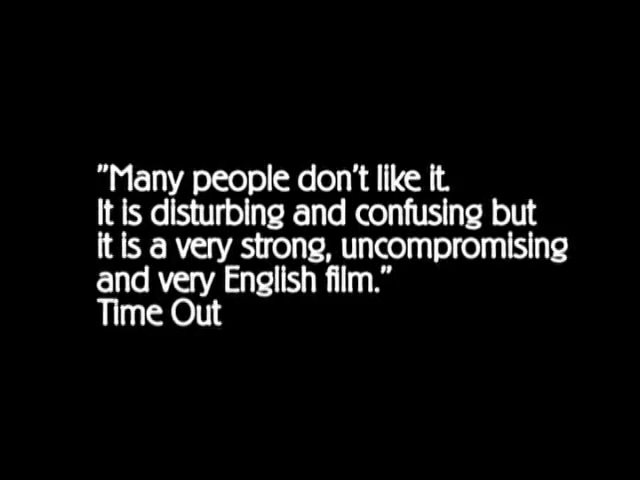 "Many people don't like it.
It is disturbing and confusing but
it is a very strong, uncompromising
and very English film."
Time Out